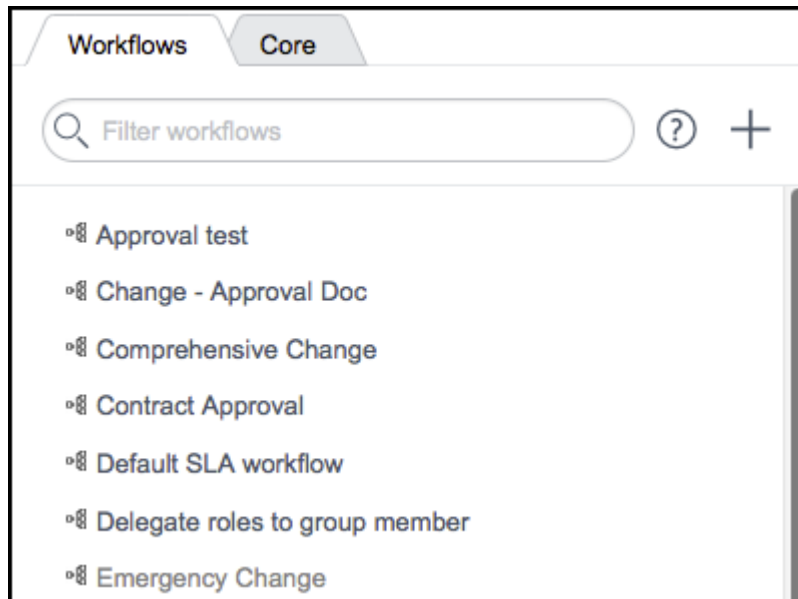 Workflows Core
Filter workflows ?
Approval test
Change - Approval Doc
Comprehensive Change
Contract Approval
Default SLA workflow
Delegate roles to group member
Emergency Change